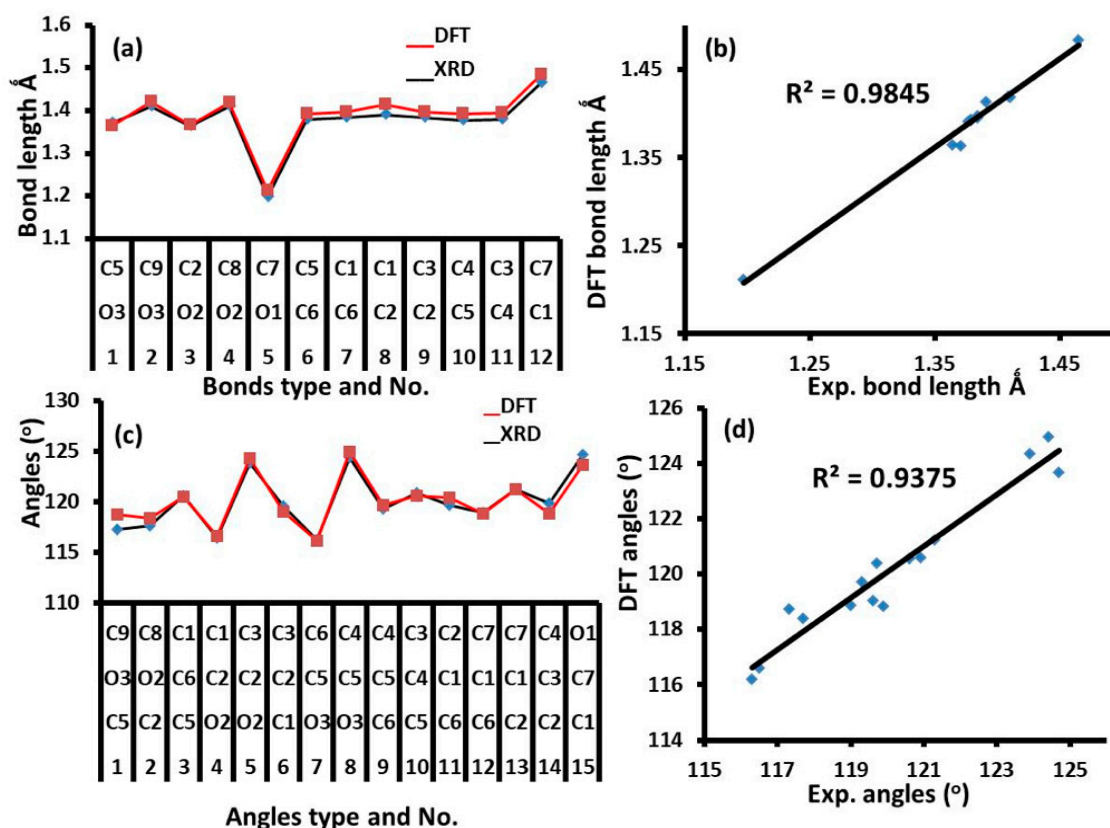 (a)
DFT
XRD
Bond length Ǻ
1.6
1.5
1.4
1.3
1.2
1.1
C5 C9 C2 C8 C7 C5 C1 C1 C3 C4 C3 C7
O3 O3 O2 O2 O1 C6 C6 C2 C2 C5 C4 C1
1 2 3 4 5 6 7 8 9 10 11 12
Bonds type and No.
(b)
R² = 0.9845
DFT bond length Ǻ
1.45
1.35
1.25
1.15
1.15 1.25 1.35 1.45
Exp. bond length Ǻ
(c)
DFT
XRD
Angles (o)
130
125
120
115
110
C9 C8 C1 C1 C3 C3 C6 C4 C4 C3 C2 C7 C7 C4 O1
O3 O2 C6 C2 C2 C2 C5 C5 C5 C4 C1 C1 C1 C3 C7
C5 C2 C5 O2 O2 C1 O3 O3 C6 C5 C6 C6 C2 C2 C1
1 2 3 4 5 6 7 8 9 10 11 12 13 14 15
Angles type and No.
(d)
R² = 0.9375
DFT angles (o)
126
124
122
120
118
116
114
115 117 119 121 123 125
Exp. angles (o)